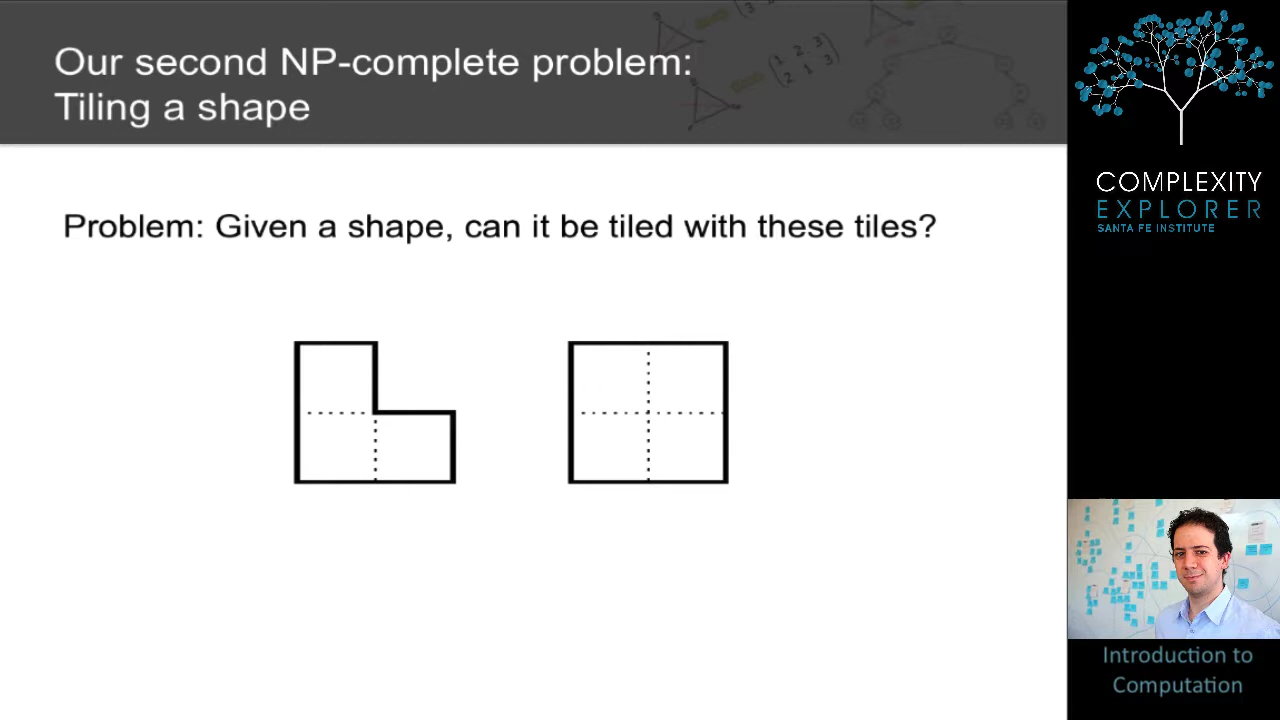 Our second NP-complete problem:
Tiling a shape
Problem: Given a shape, can it be tiled with these tiles?
COMPLEXITY
EXPLORER
SANTA FE INSTITUTE
Introduction to
Computation